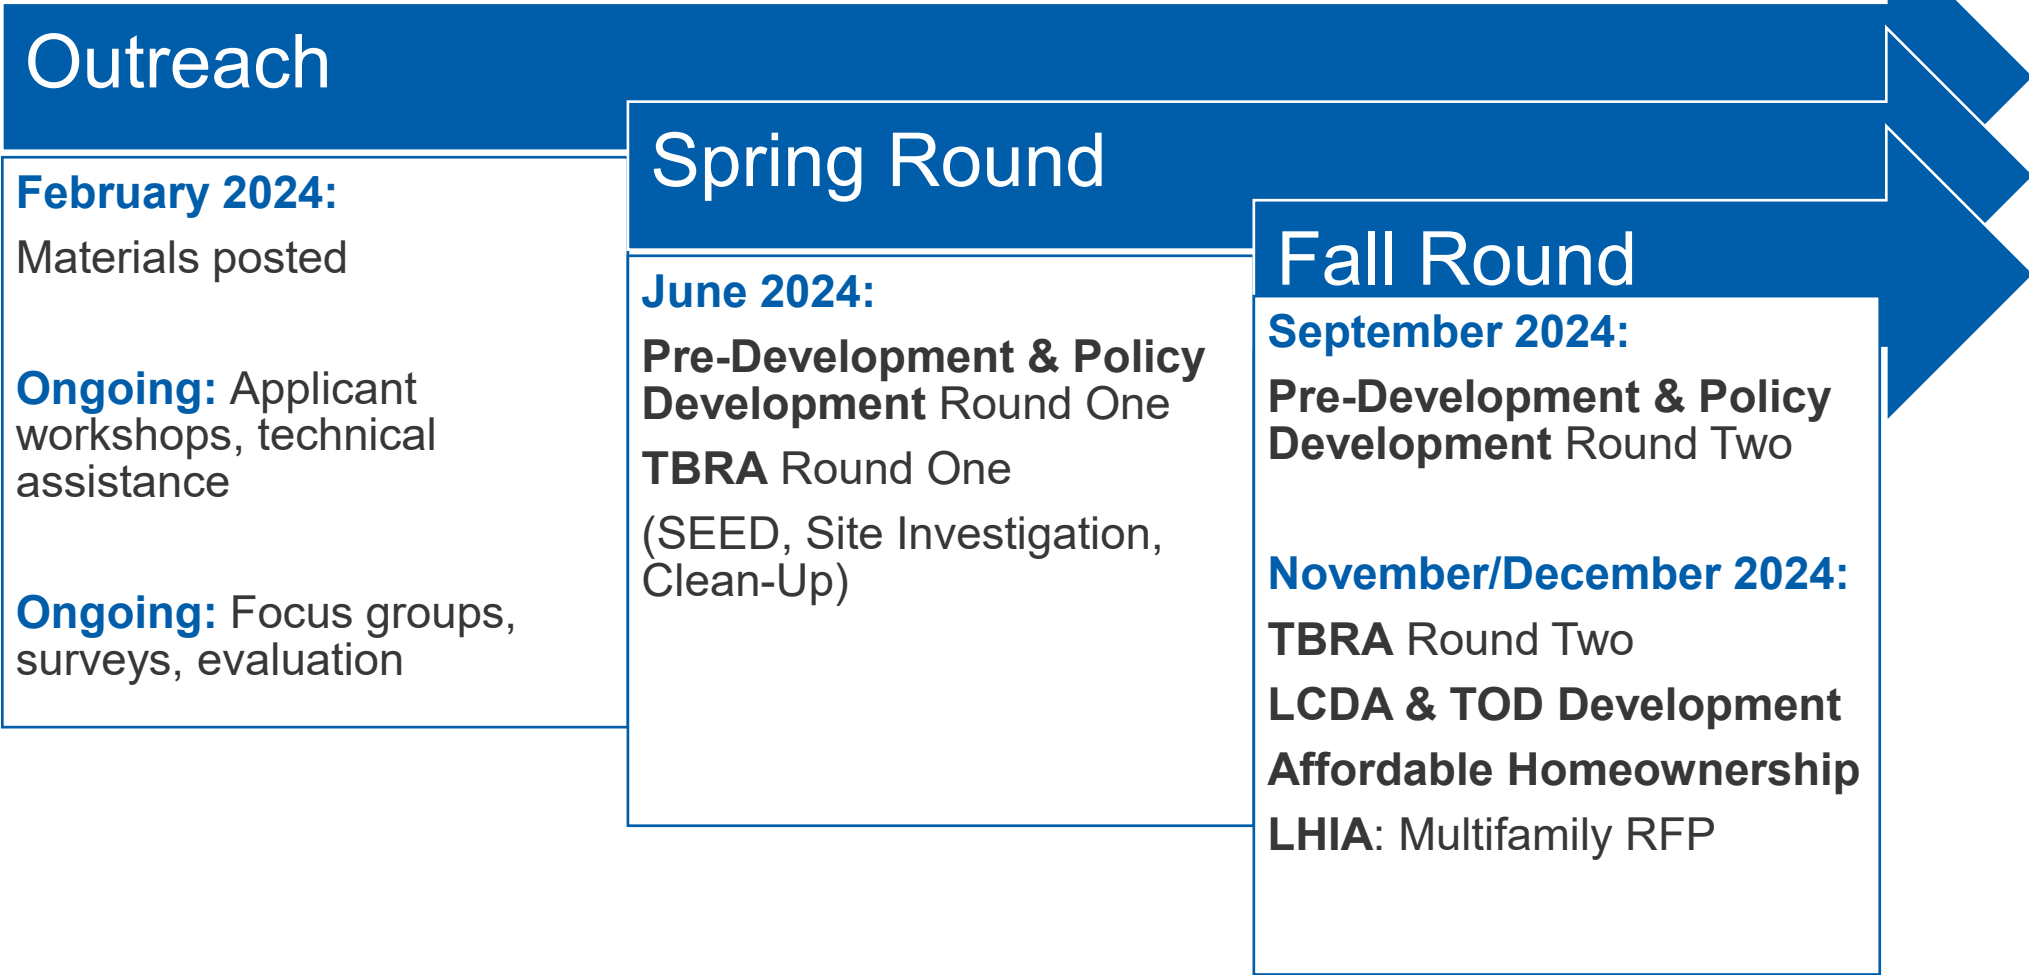 Outreach
February 2024:
Materials posted
Ongoing: Applicant
workshops, technical
assistance
Ongoing: Focus groups,
surveys, evaluation
Spring Round
June 2024:
Pre-Development & Policy
Development Round One
TBRA Round One
(SEED, Site Investigation,
Clean-Up)
Fall Round
September 2024:
Pre-Development & Policy
Development Round Two
November/December 2024:
TBRA Round Two
LCDA & TOD Development
Affordable Homeownership
LHIA: Multifamily RFP